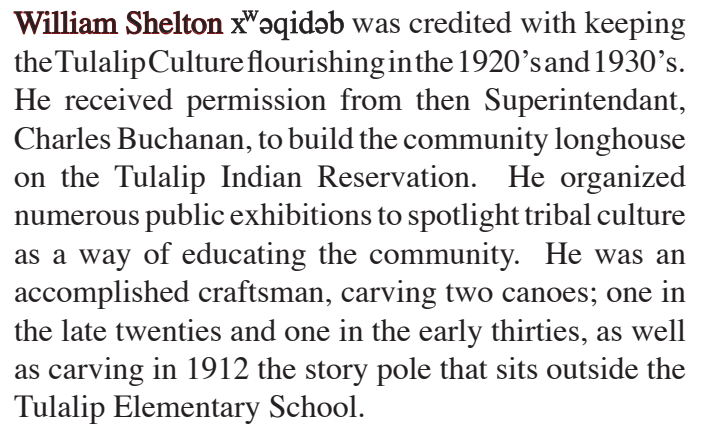 William Shelton xʷəqidəb was credited with keeping
the Tulalip Culture flourishing in the 1920’s and 1930’s.
He received permission from then Superintendant,
Charles Buchanan, to build the community longhouse
on the Tulalip Indian Reservation. He organized
numerous public exhibitions to spotlight tribal culture
as a way of educating the community. He was an
accomplished craftsman, carving two canoes; one in
the late twenties and one in the early thirties, as well
as carving in 1912 the story pole that sits outside the
Tulalip Elementary School.